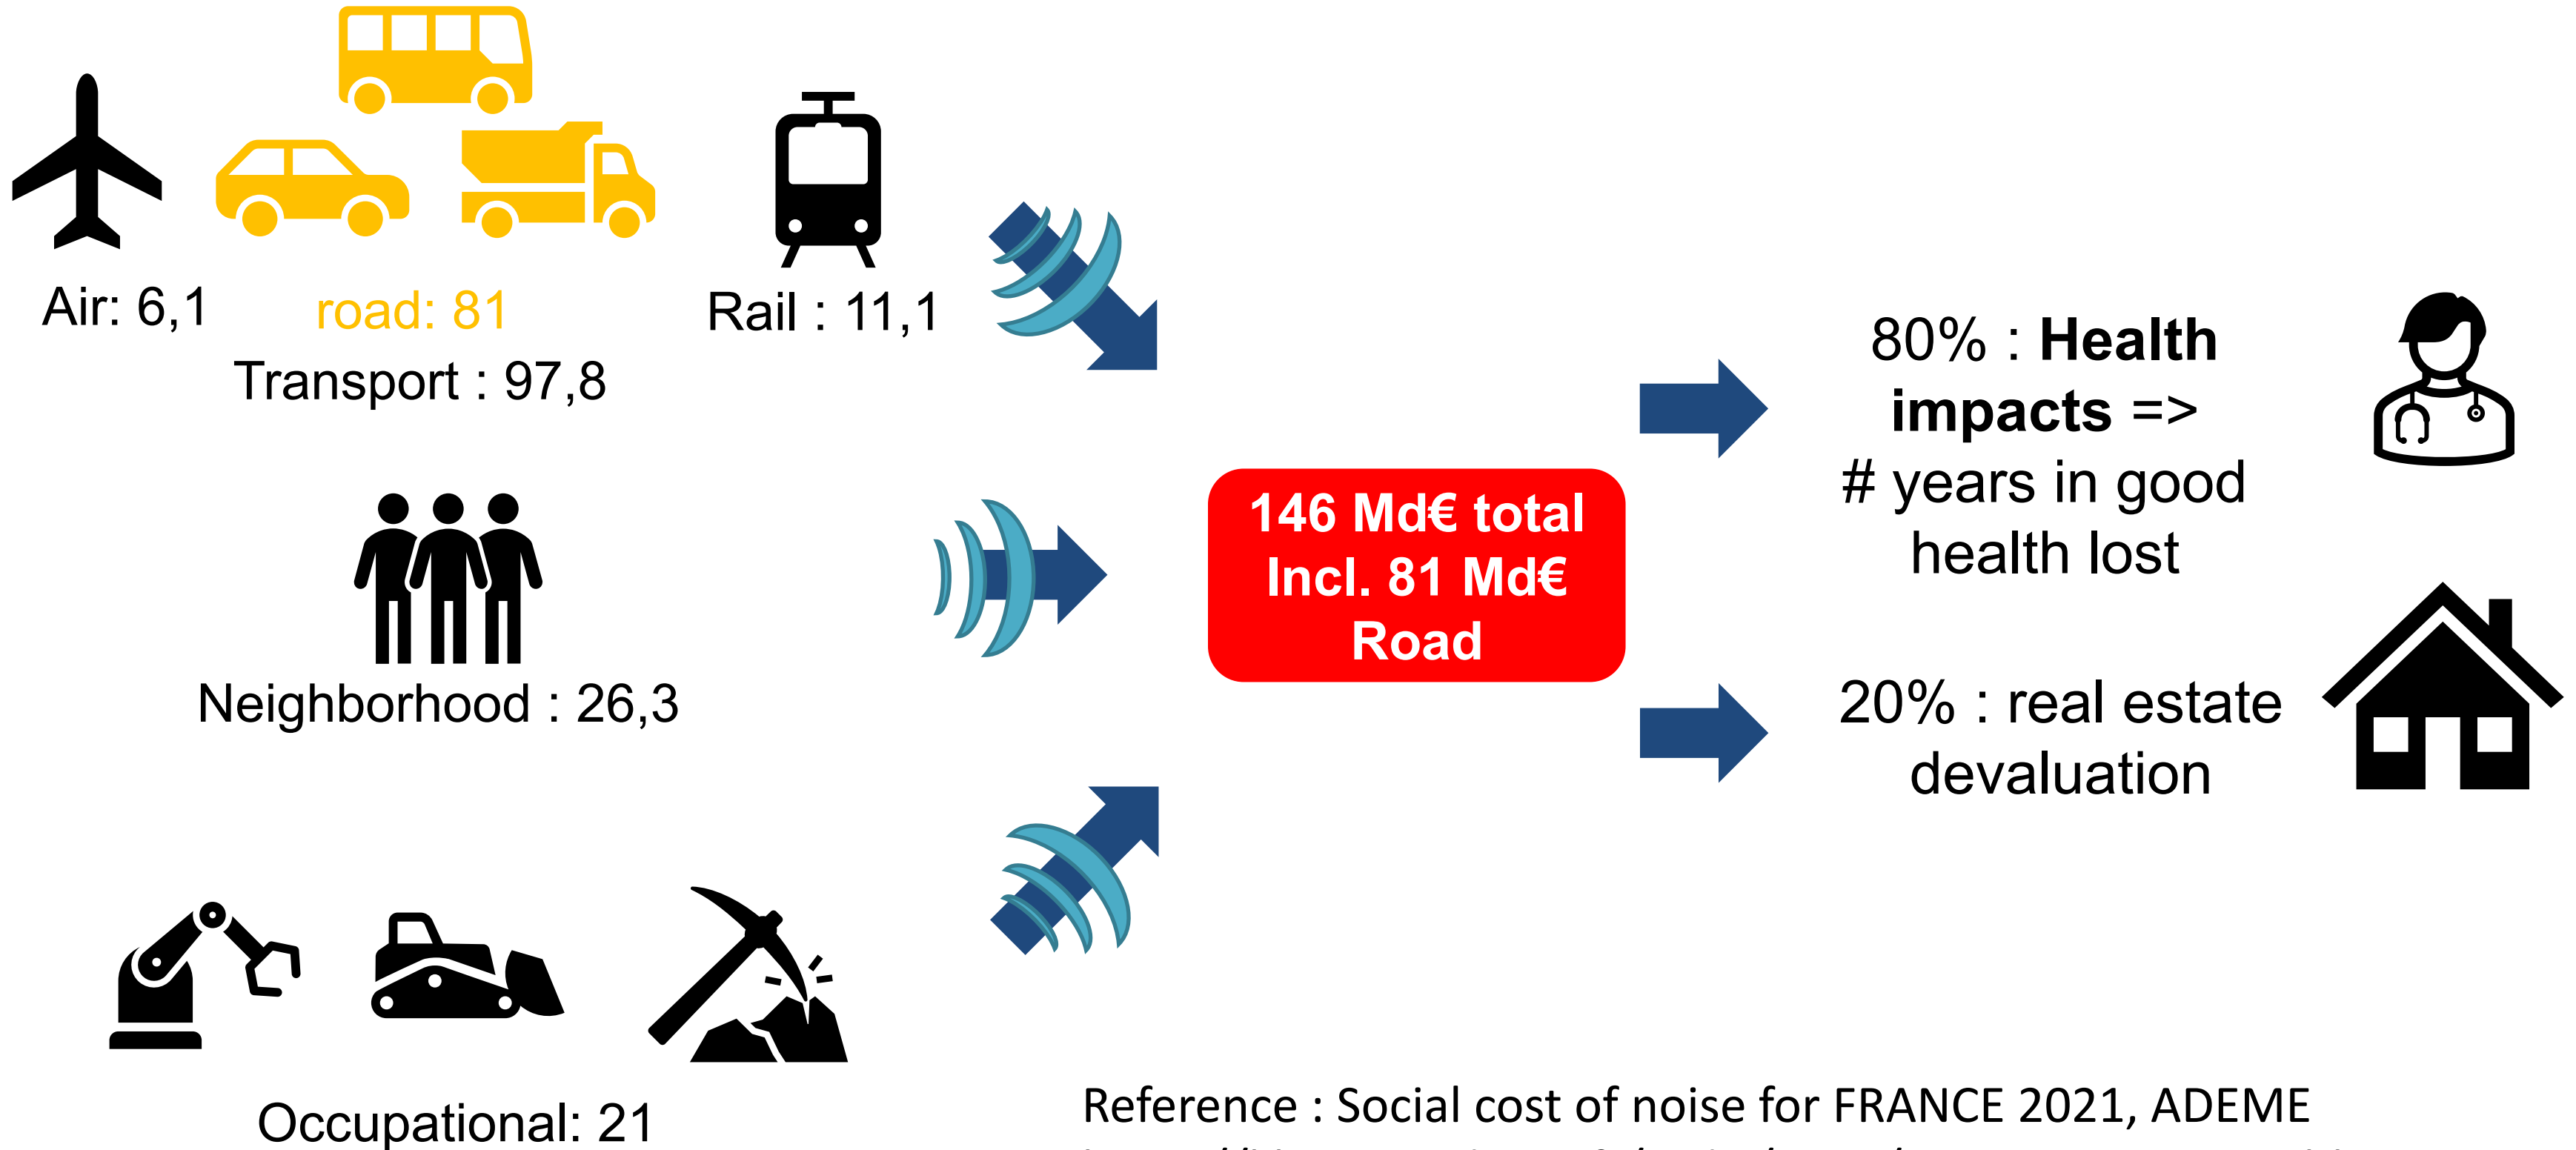 Air: 6,1
road: 81
Rail : 11,1
Transport : 97,8
Neighborhood : 26,3
Occupational: 21
146 Md€ total
Incl. 81 Md€
Road
80% : Health
impacts =>
# years in good
health lost
20% : real estate
devaluation
Reference : Social cost of noise for FRANCE 2021, ADEME